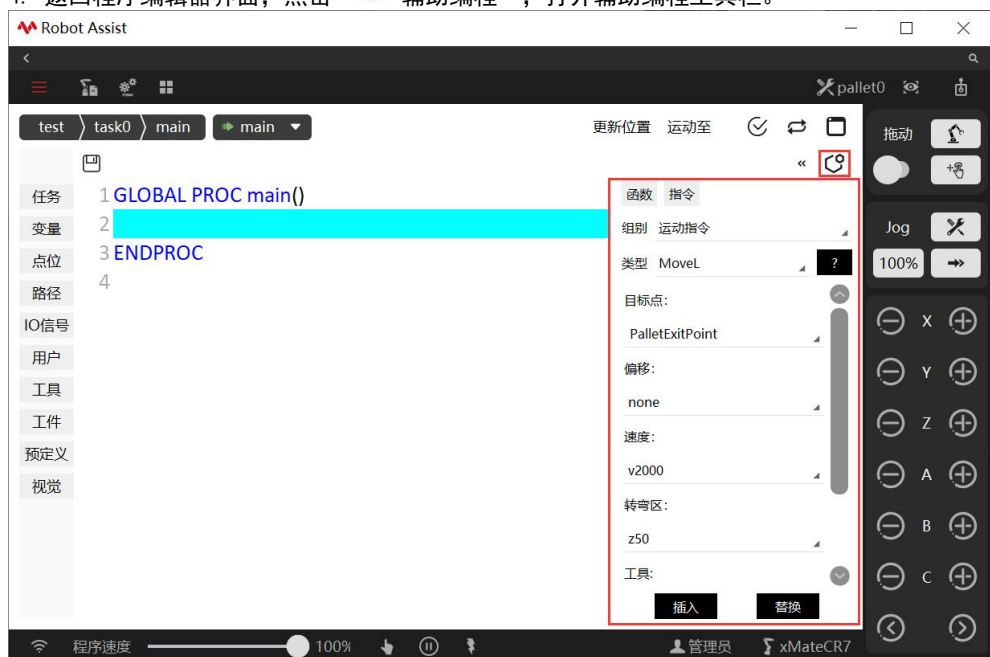 Robot Assist
pallet0
test task0 main main 更新位置 运动至
拖动
«
任务
变量
点位
路径
IO信号
用户
工具
工件
预定义
视觉
1 GLOBAL PROC main()
2
3 ENDPROC
4
函数 指令
组别 运动指令
类型 MoveL ?
目标点:
PalletExitPoint
偏移:
none
速度:
v2000
转弯区:
z50
工具:
插入 替换
Jog
100%
X
Y
Z
A
B
C
程序速度 100% 管理员 xMateCR7